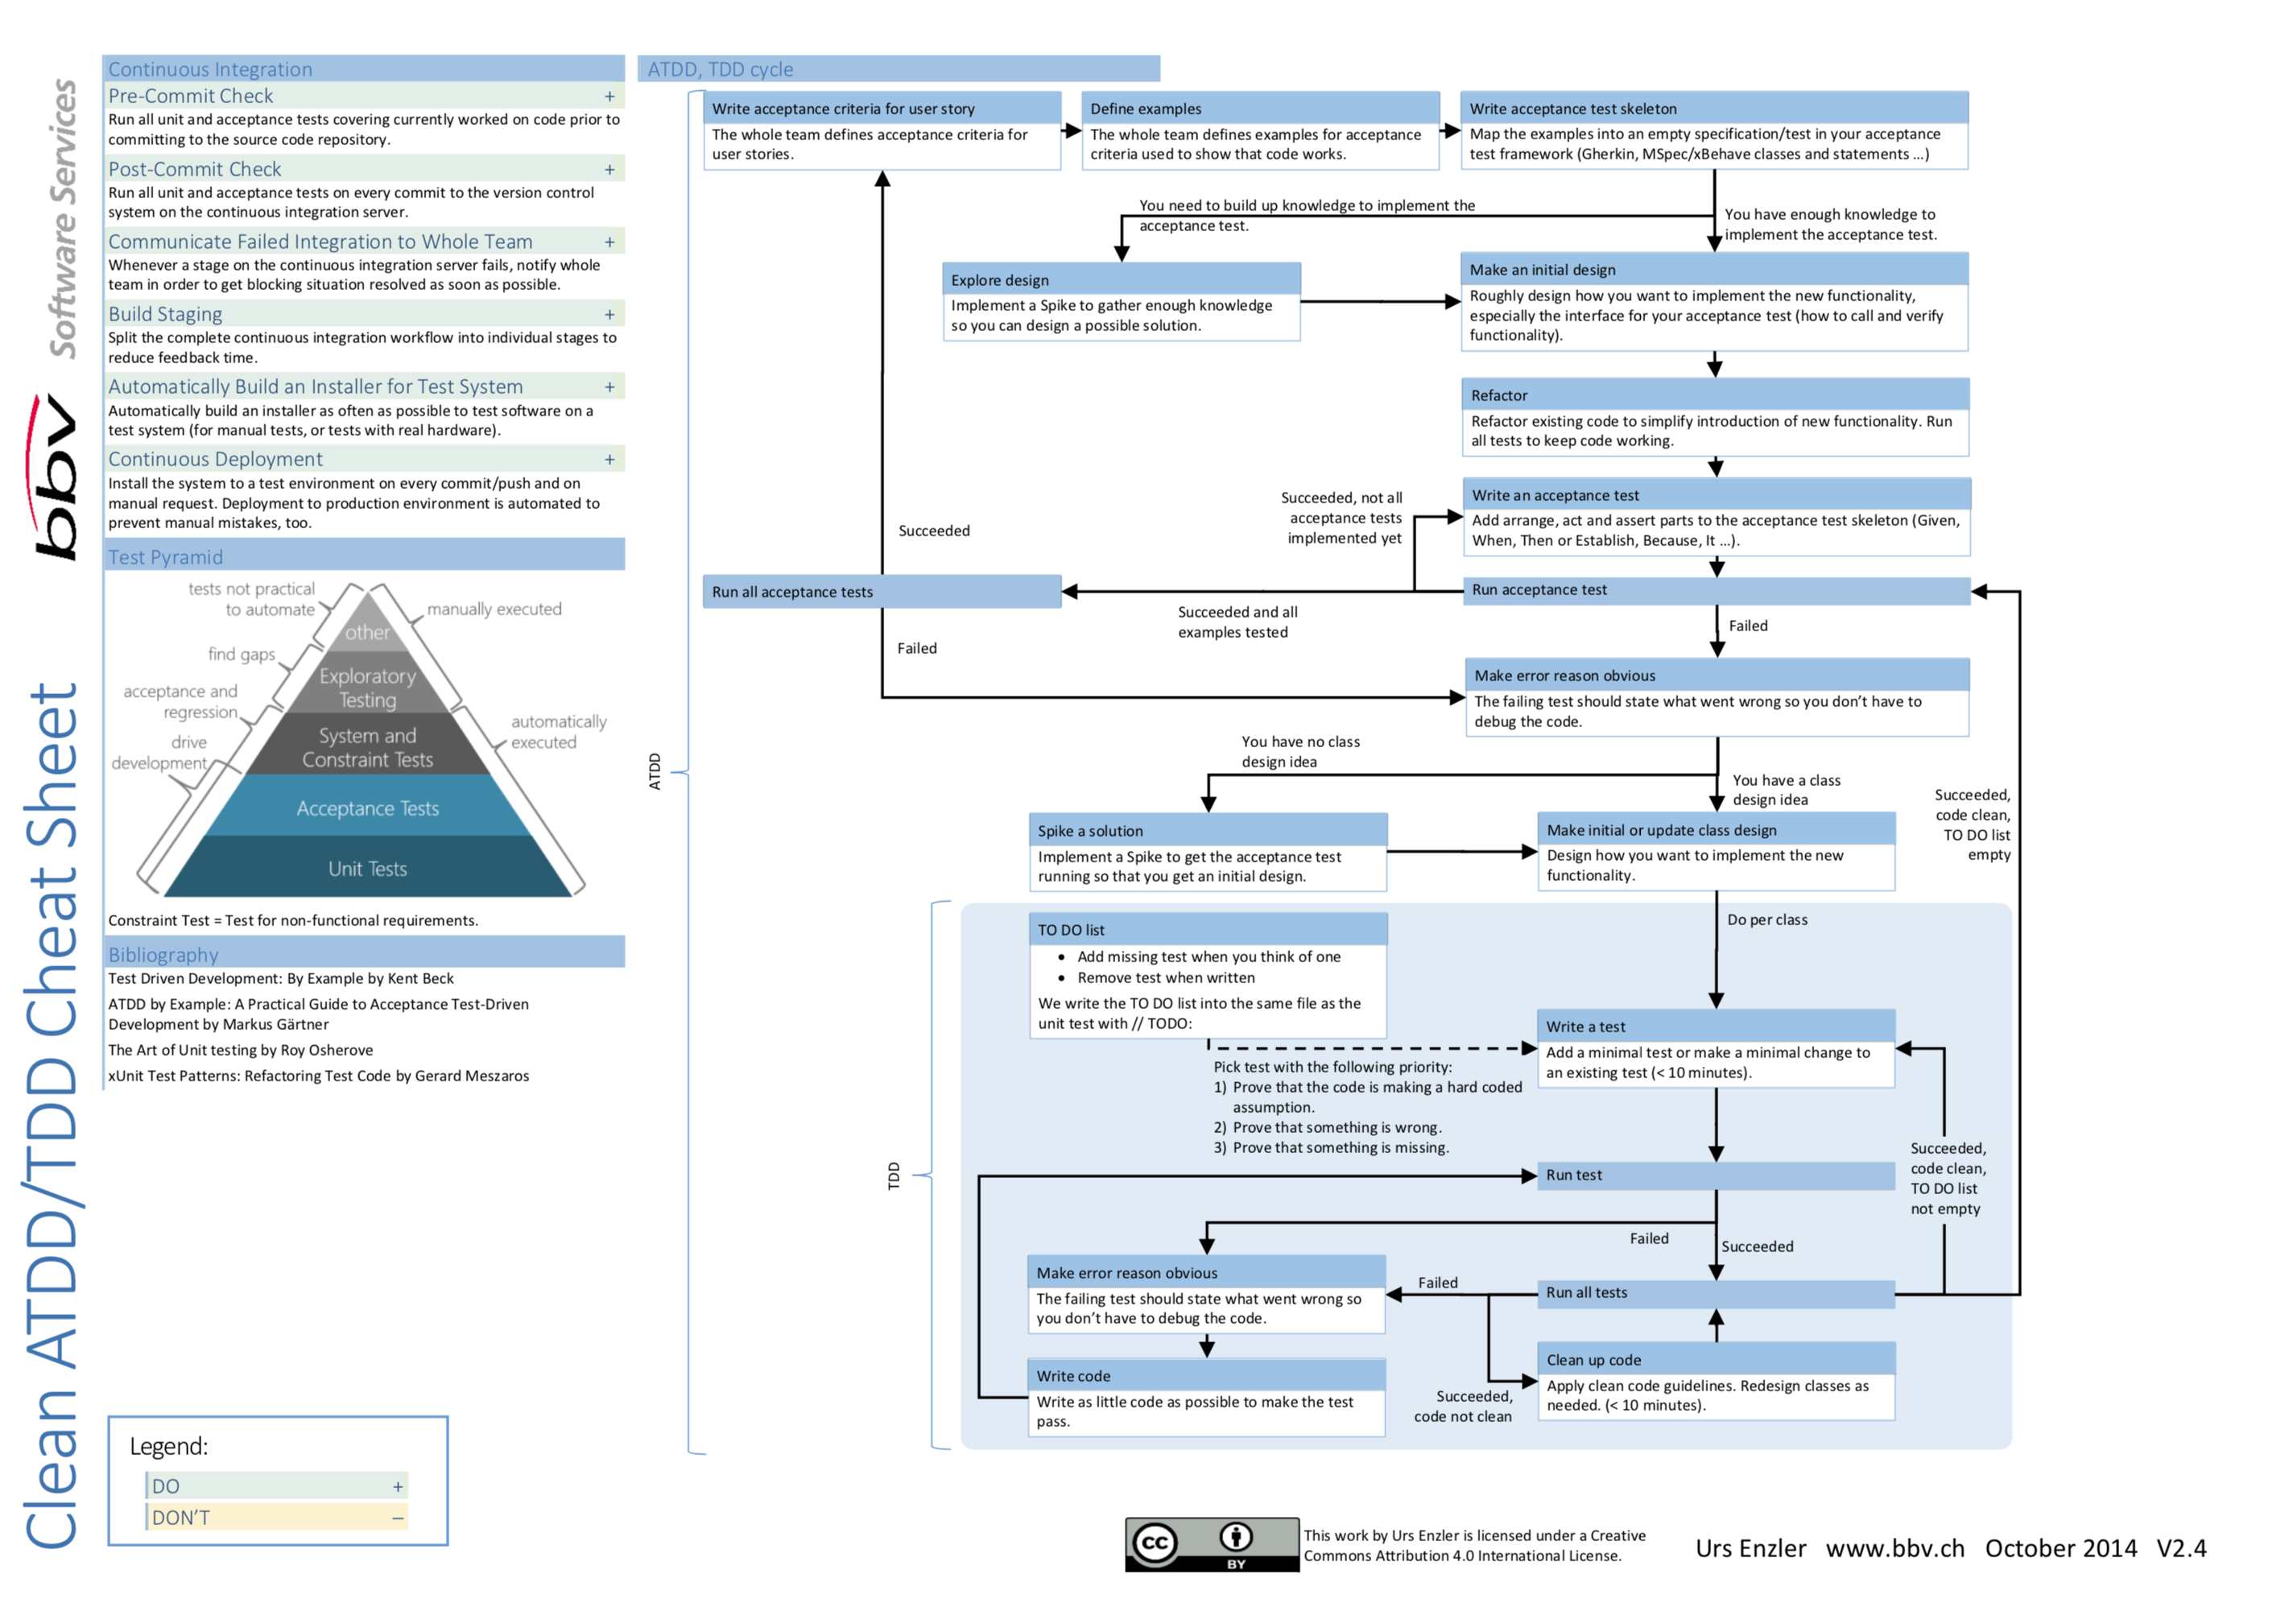 Clean ATDD/TDD Cheat Sheet
bbv Software Services
Continuous Integration
Pre-Commit Check +
Run all unit and acceptance tests covering currently worked on code prior to
committing to the source code repository.
Post-Commit Check +
Run all unit and acceptance tests on every commit to the version control
system on the continuous integration server.
Communicate Failed Integration to Whole Team +
Whenever a stage on the continuous integration server fails, notify whole
team in order to get blocking situation resolved as soon as possible.
Build Staging +
Split the complete continuous integration workflow into individual stages to
reduce feedback time.
Automatically Build an Installer for Test System +
Automatically build an installer as often as possible to test software on a
test system (for manual tests, or tests with real hardware).
Continuous Deployment +
Install the system to a test environment on every commit/push and on
manual request. Deployment to production environment is automated to
prevent manual mistakes, too.
Test Pyramid
tests not practical
to automate
manually executed
other
find gaps
Exploratory
Testing
acceptance and
regression
automatically
executed
System and
Constraint Tests
drive
development
Acceptance Tests
Unit Tests
Constraint Test = Test for non-functional requirements.
Bibliography
Test Driven Development: By Example by Kent Beck
ATDD by Example: A Practical Guide to Acceptance Test-Driven
Development by Markus Gärtner
The Art of Unit testing by Roy Osherove
xUnit Test Patterns: Refactoring Test Code by Gerard Meszaros
Legend:
DO +
DON'T –
ATDD, TDD cycle
ATDD
Write acceptance criteria for user story
The whole team defines acceptance criteria for
user stories.
Define examples
The whole team defines examples for acceptance
criteria used to show that code works.
Write acceptance test skeleton
Map the examples into an empty specification/test in your acceptance
test framework (Gherkin, MSpec/xBehave classes and statements …)
You need to build up knowledge to implement the
acceptance test.
You have enough knowledge to
implement the acceptance test.
Explore design
Implement a Spike to gather enough knowledge
so you can design a possible solution.
Make an initial design
Roughly design how you want to implement the new functionality,
especially the interface for your acceptance test (how to call and verify
functionality).
Refactor
Refactor existing code to simplify introduction of new functionality. Run
all tests to keep code working.
Succeeded, not all
acceptance tests
implemented yet
Write an acceptance test
Add arrange, act and assert parts to the acceptance test skeleton (Given,
When, Then or Establish, Because, It …).
Succeeded
Run all acceptance tests
Succeeded and all
examples tested
Run acceptance test
Failed
Failed
Make error reason obvious
The failing test should state what went wrong so you don't have to
debug the code.
You have no class
design idea
You have a class
design idea
Succeeded,
code clean,
TO DO list
empty
Spike a solution
Implement a Spike to get the acceptance test
running so that you get an initial design.
Make initial or update class design
Design how you want to implement the new
functionality.
TDD
Do per class
TO DO list
• Add missing test when you think of one
• Remove test when written
We write the TO DO list into the same file as the
unit test with // TODO:
Write a test
Add a minimal test or make a minimal change to
an existing test (< 10 minutes).
Pick test with the following priority:
1) Prove that the code is making a hard coded
assumption.
2) Prove that something is wrong.
3) Prove that something is missing.
Succeeded,
code clean,
TO DO list
not empty
Run test
Failed
Succeeded
Make error reason obvious
The failing test should state what went wrong so
you don't have to debug the code.
Failed
Run all tests
Write code
Write as little code as possible to make the test
pass.
Succeeded,
code not clean
Clean up code
Apply clean code guidelines. Redesign classes as
needed. (< 10 minutes).
cc BY
This work by Urs Enzler is licensed under a Creative
Commons Attribution 4.0 International License.
Urs Enzler www.bbv.ch October 2014 V2.4